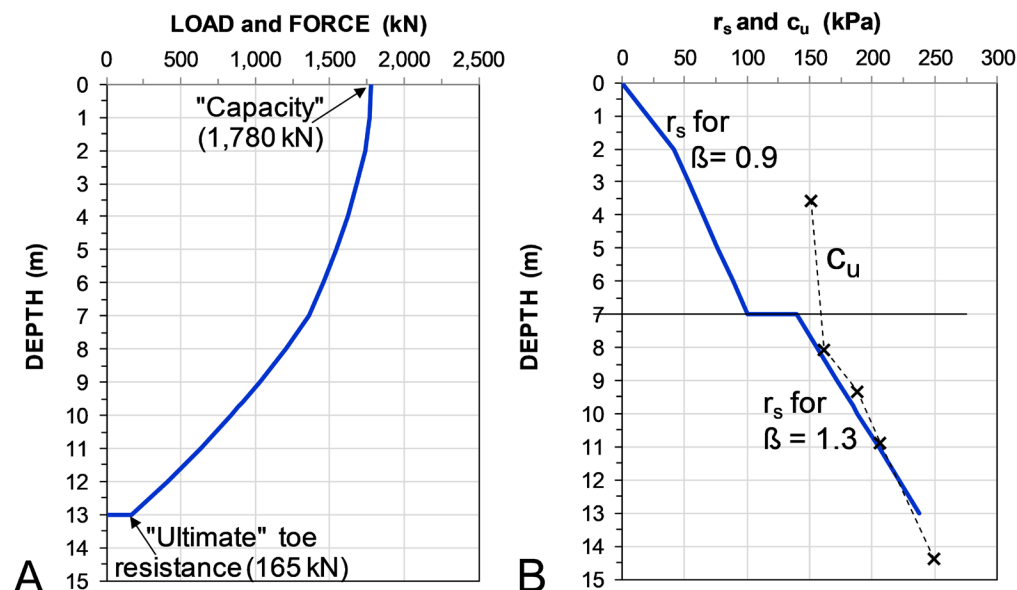 LOAD and FORCE (kN)
0 500 1,000 1,500 2,000 2,500
0
1
2
3
4
5
6
7
8
9
10
11
12
13
14
15
DEPTH (m)
"Capacity"
(1,780 kN)
"Ultimate" toe
resistance (165 kN)
A
rs and cu (kPa)
0 50 100 150 200 250 300
0
1
2
3
4
5
6
7
8
9
10
11
12
13
14
15
DEPTH (m)
rs for
ß= 0.9
cu
rs for
ß = 1.3
B